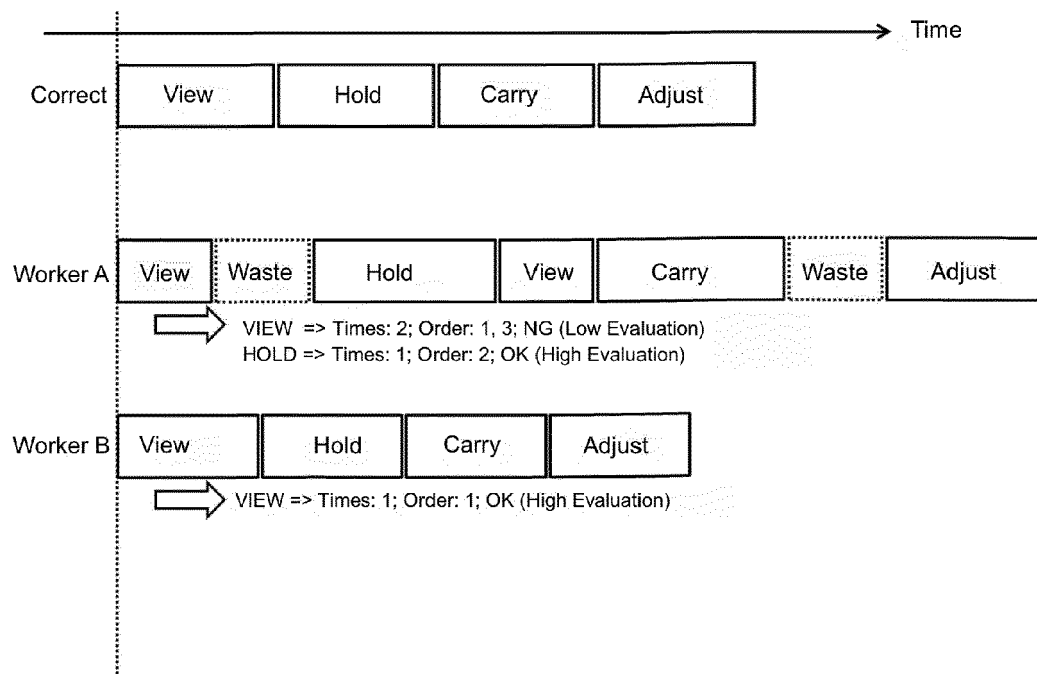 Time
Correct View Hold Carry Adjust
Worker A View Waste Hold View Carry Waste Adjust
VIEW => Times: 2; Order: 1, 3; NG (Low Evaluation)
HOLD => Times: 1; Order: 2; OK (High Evaluation)
Worker B View Hold Carry Adjust
VIEW => Times: 1; Order: 1; OK (High Evaluation)